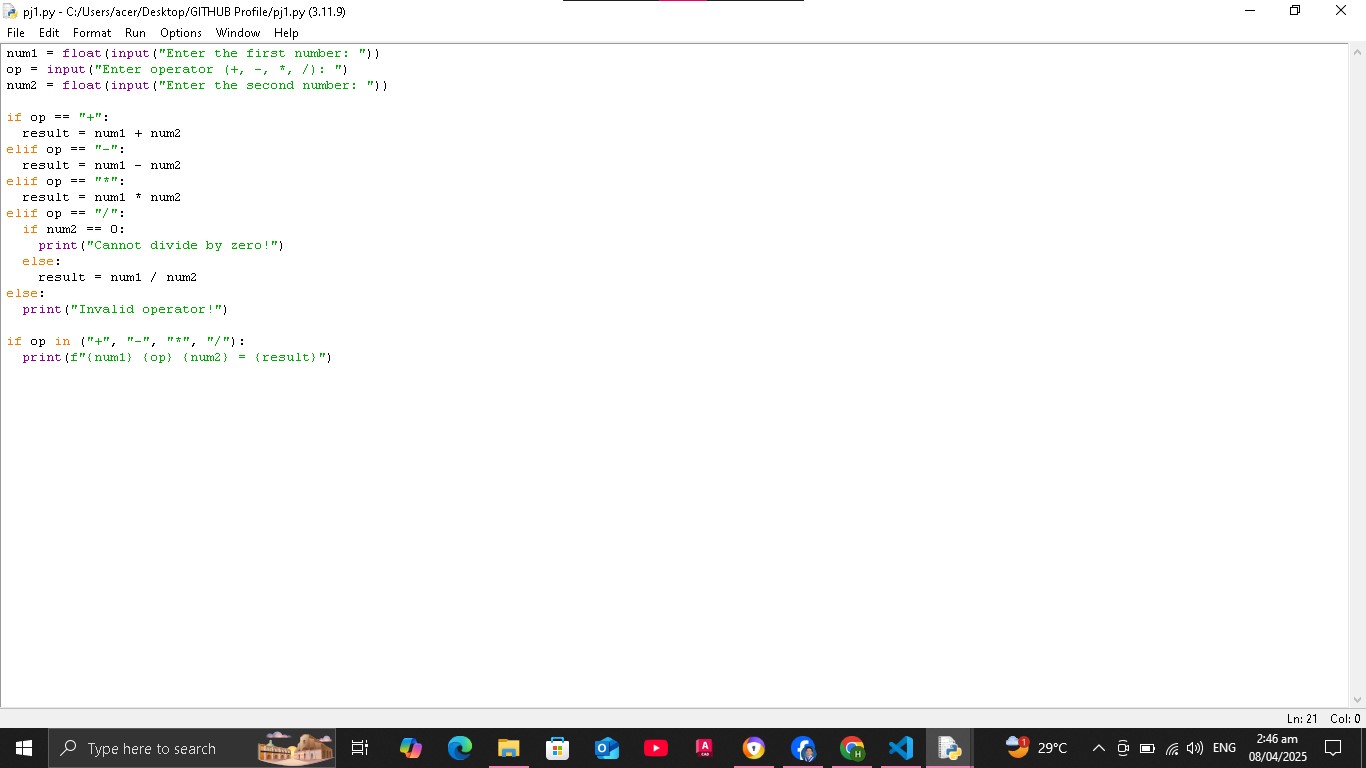 pj1.py - C:/Users/acer/Desktop/GITHUB Profile/pj1.py (3.11.9)
File Edit Format Run Options Window Help
num1 = float(input("Enter the first number: "))
op = input("Enter operator (+, -, *, /): ")
num2 = float(input("Enter the second number: "))

if op == "+":
  result = num1 + num2
elif op == "-":
  result = num1 - num2
elif op == "*":
  result = num1 * num2
elif op == "/":
  if num2 == 0:
    print("Cannot divide by zero!")
  else:
    result = num1 / num2
else:
  print("Invalid operator!")

if op in ("+", "-", "*", "/"):
  print(f"{num1} {op} {num2} = {result}")
Ln: 21 Col: 0
Type here to search
29°C
ENG
2:46 am
08/04/2025